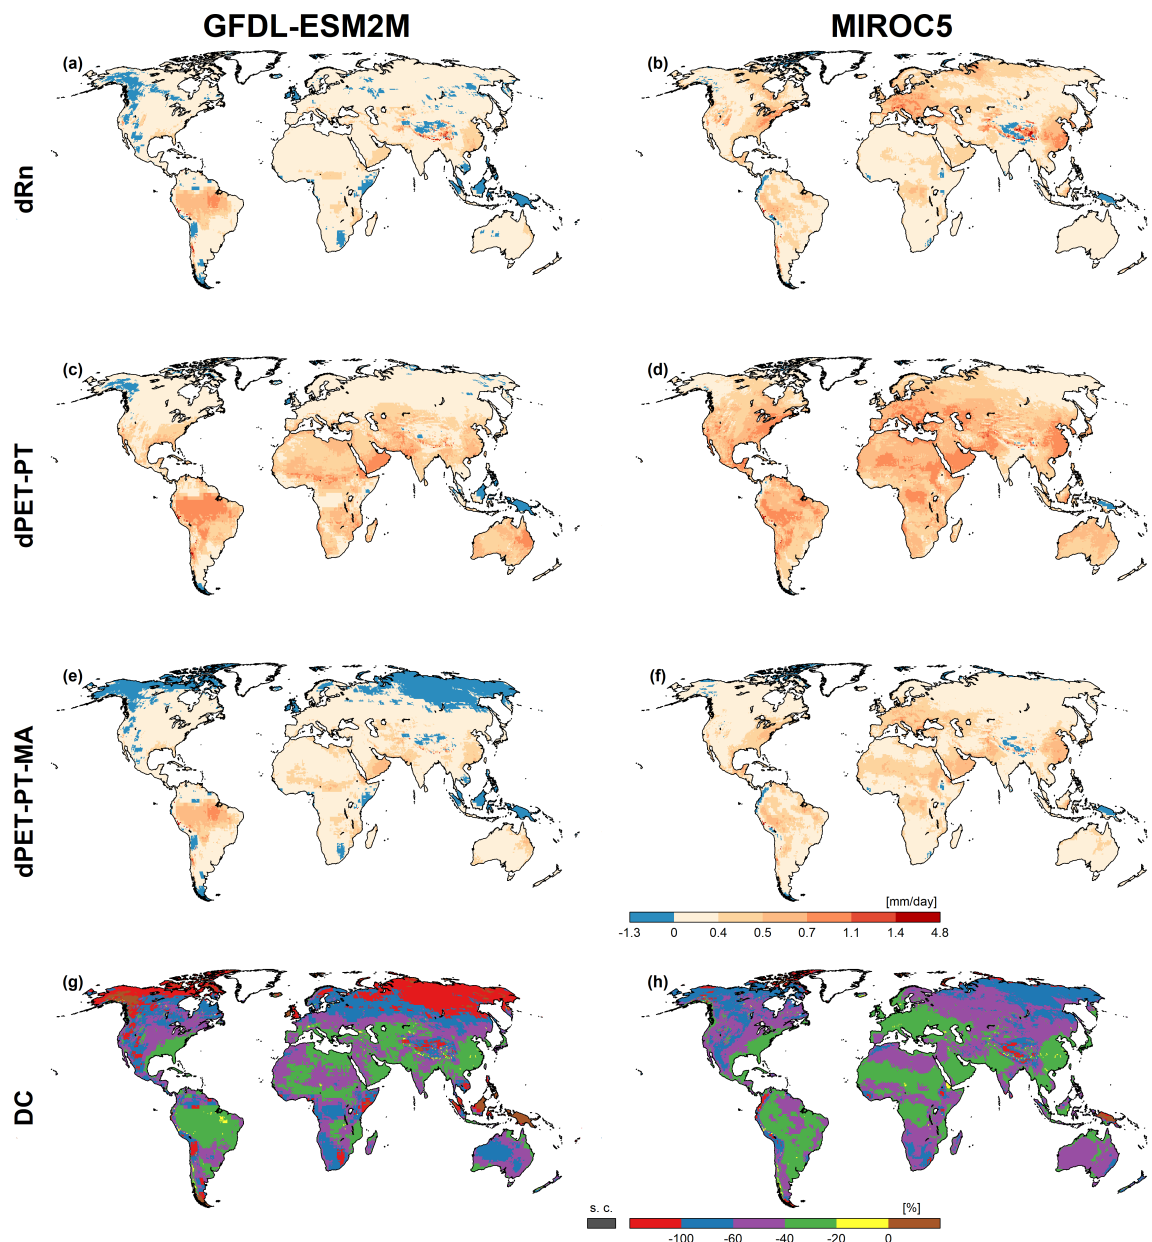 GFDL-ESM2M MIROC5
(a) (b)
dRn
(c) (d)
dPET-PT
(e) (f)
dPET-PT-MA
[mm/day]
-1.3 0 0.4 0.5 0.7 1.1 1.4 4.8
(g) (h)
DC
s. c. [%]
-100 -60 -40 -20 0